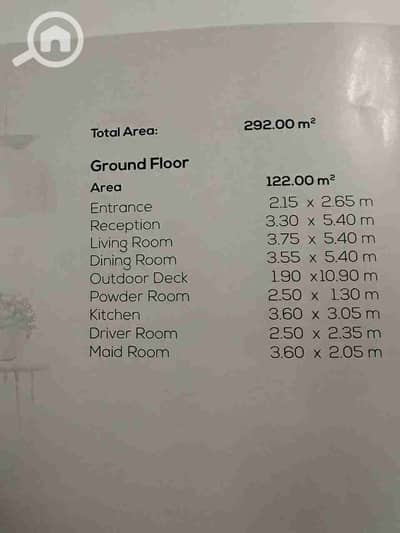 Total Area: 292.00 m²
Ground Floor
Area 122.00 m²
Entrance 2.15 x 2.65 m
Reception 3.30 x 5.40 m
Living Room 3.75 x 5.40 m
Dining Room 3.55 x 5.40 m
Outdoor Deck 1.90 x 10.90 m
Powder Room 2.50 x 1.30 m
Kitchen 3.60 x 3.05 m
Driver Room 2.50 x 2.35 m
Maid Room 3.60 x 2.05 m